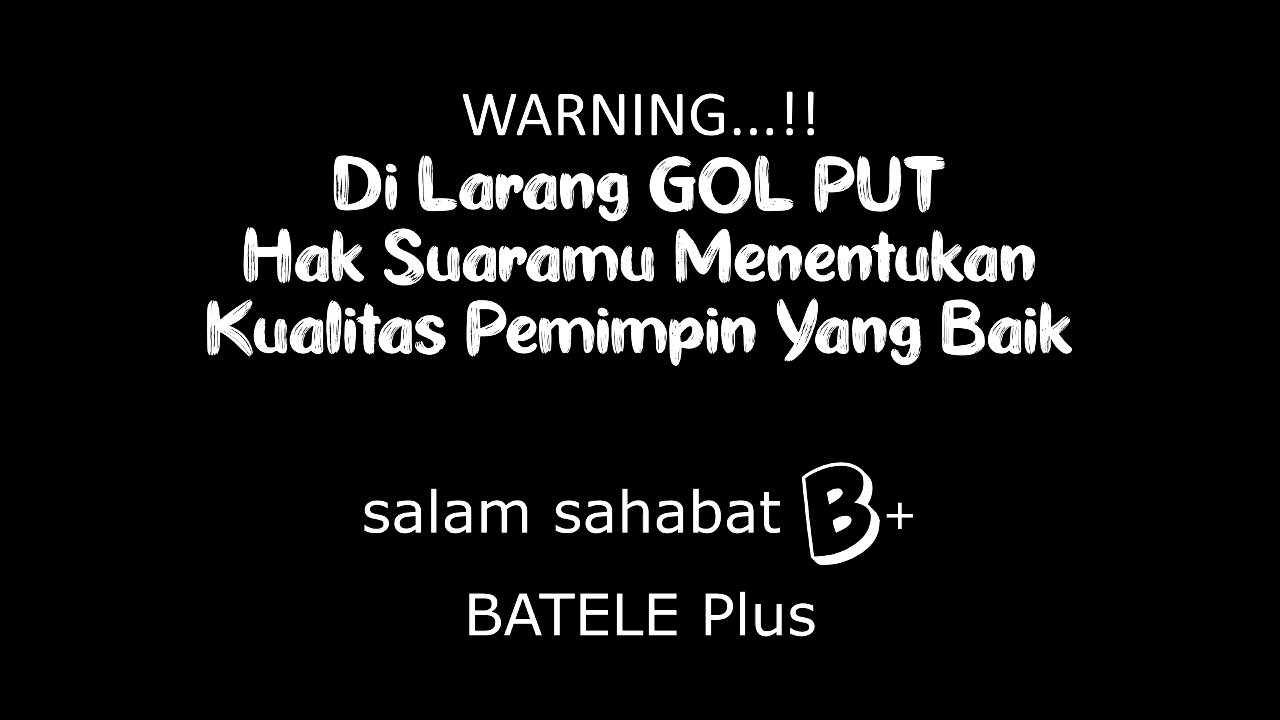 WARNING...!!
Di Larang GOL PUT
Hak Suaramu Menentukan
Kualitas Pemimpin Yang Baik
salam sahabat B+
BATELE Plus